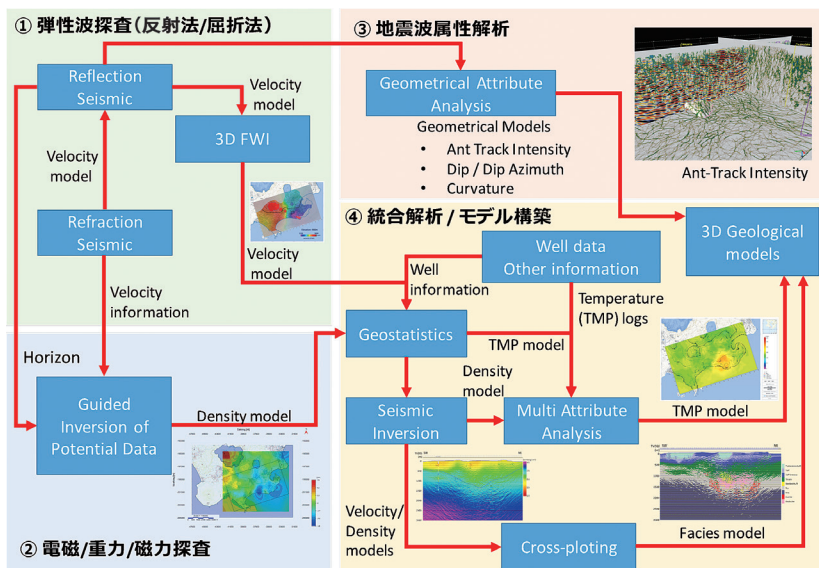 ① 弾性波探査（反射法/屈折法）
Reflection
Seismic
Velocity
model
3D FWI
Velocity
model
Refraction
Seismic
Velocity
model
Velocity
information
Horizon
Guided
Inversion of
Potential Data
Density model
② 電磁/重力/磁力探査
③ 地震波属性解析
Geometrical Attribute
Analysis
Geometrical Models
• Ant Track Intensity
• Dip / Dip Azimuth
• Curvature
Ant-Track Intensity
④ 統合解析 / モデル構築
Well data
Other information
3D Geological
models
Well
information
Temperature
(TMP) logs
Geostatistics
TMP model
Density
model
Seismic
Inversion
Multi Attribute
Analysis
TMP model
Velocity/
Density
models
Cross-ploting
Facies model